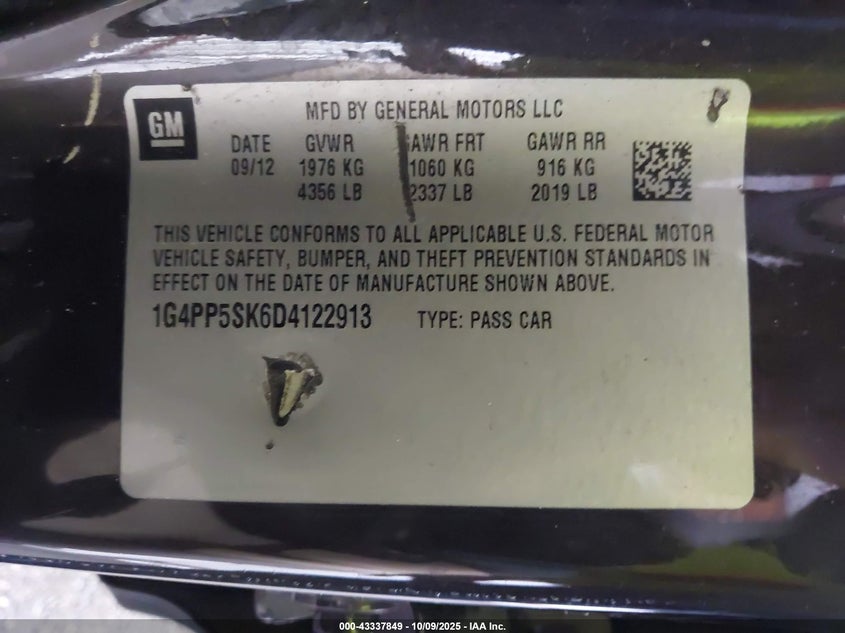 GM
MFD BY GENERAL MOTORS LLC
DATE GVWR GAWR FRT GAWR RR
09/12 1976 KG 1060 KG 916 KG
4356 LB 2337 LB 2019 LB
THIS VEHICLE CONFORMS TO ALL APPLICABLE U.S. FEDERAL MOTOR
VEHICLE SAFETY, BUMPER, AND THEFT PREVENTION STANDARDS IN
EFFECT ON THE DATE OF MANUFACTURE SHOWN ABOVE.
1G4PP5SK6D4122913 TYPE: PASS CAR
000-43337849 - 10/09/2025 - IAA Inc.